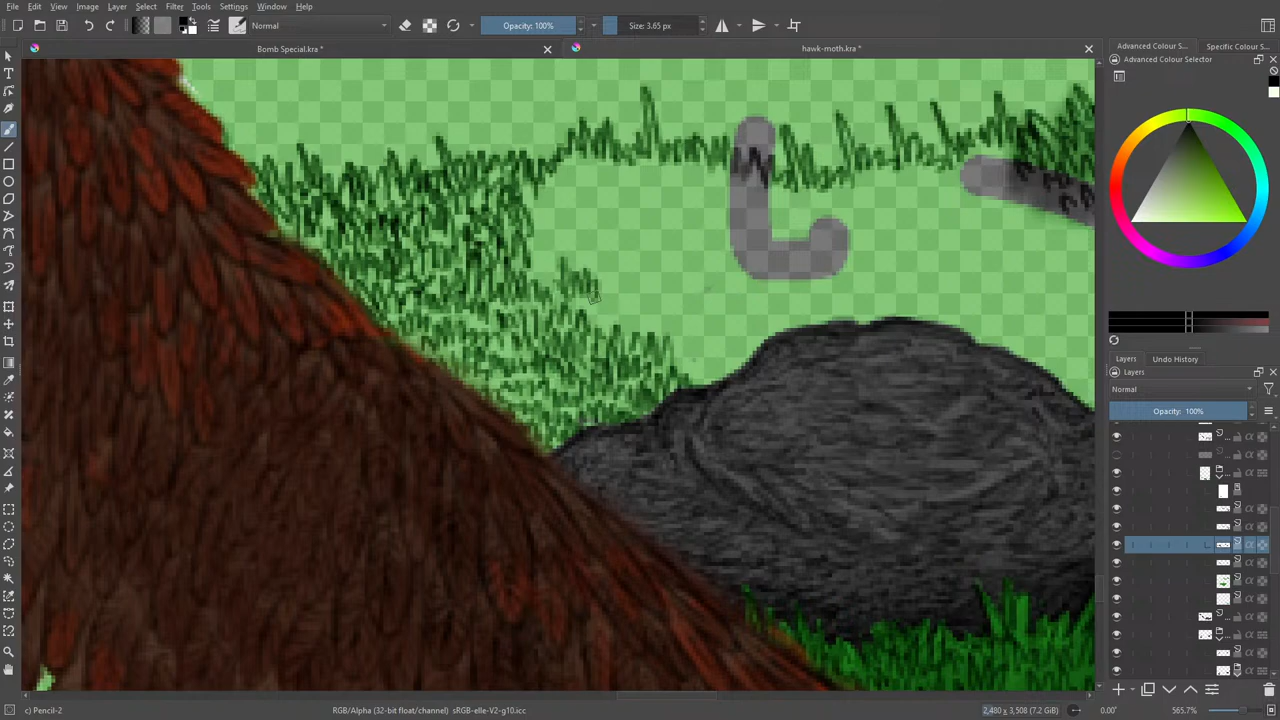 File Edit View Image Layer Select Filter Tools Settings Window Help
Normal Opacity: 100% Size: 3.65 px
Bomb Special.kra * hawk-moth.kra *
Advanced Colour S... Specific Colour S...
Advanced Colour Selector
Layers Undo History
Layers
Normal
Opacity: 100%
c) Pencil-2 RGB/Alpha (32-bit float/channel) sRGB-elle-V2-g10.icc 2,480 x 3,508 (7.2 GiB) 0.00° 565.7%